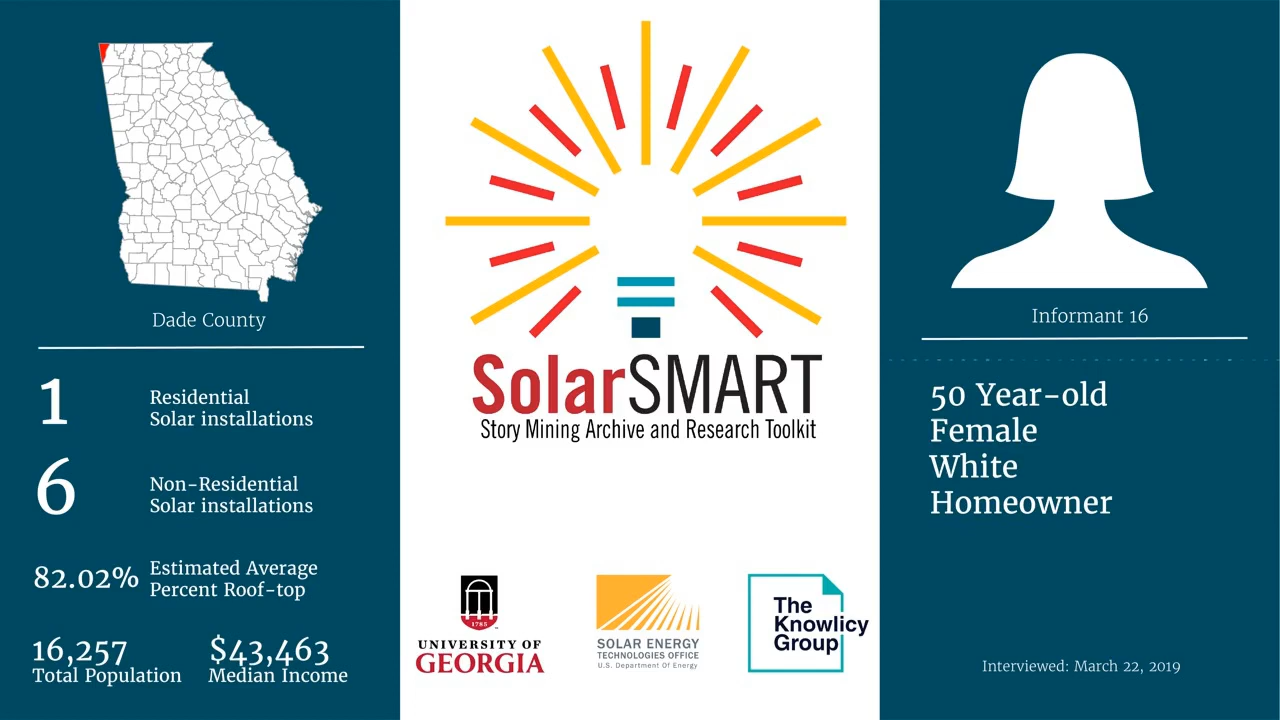 Dade County
1
Residential
Solar installations
6
Non-Residential
Solar installations
82.02%
Estimated Average
Percent Roof-top
16,257
Total Population
$43,463
Median Income
SolarSMART
Story Mining Archive and Research Toolkit
1785
UNIVERSITY OF
GEORGIA
SOLAR ENERGY
TECHNOLOGIES OFFICE
U.S. Department Of Energy
The
Knowlicy
Group
Informant 16
50 Year-old
Female
White
Homeowner
Interviewed: March 22, 2019